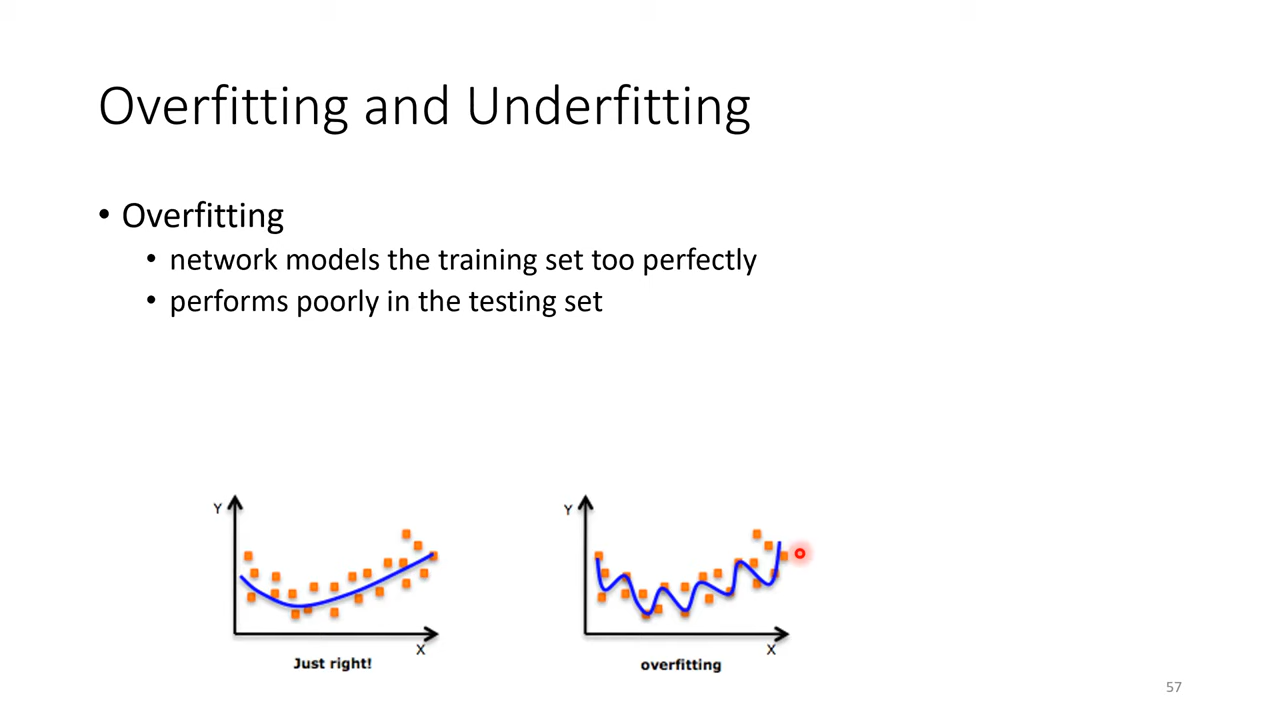 Overfitting and Underfitting
• Overfitting
• network models the training set too perfectly
• performs poorly in the testing set
Y
X
Just right!
Y
X
overfitting
57